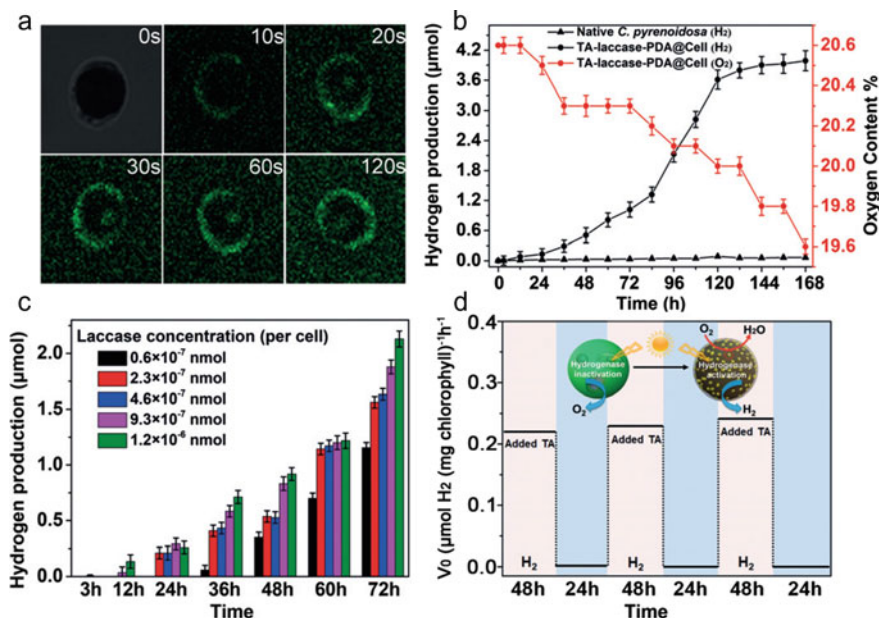 a
0s
10s
20s
30s
60s
120s
b
Native C. pyrenoidosa (H₂)
TA-laccase-PDA@Cell (H₂)
TA-laccase-PDA@Cell (O₂)
Hydrogen production (μmol)
4.2
3.6
3.0
2.4
1.8
1.2
0.6
0.0
20.6
20.4
20.2
20.0
19.8
19.6
Oxygen Content %
0 24 48 72 96 120 144 168
Time (h)
c
Laccase concentration (per cell)
0.6×10⁻⁷ nmol
2.3×10⁻⁷ nmol
4.6×10⁻⁷ nmol
9.3×10⁻⁷ nmol
1.2×10⁻⁶ nmol
Hydrogen production (μmol)
2.0
1.5
1.0
0.5
0.0
3h 12h 24h 36h 48h 60h 72h
Time
d
V₀ (μmol H₂ (mg chlorophyll)⁻¹h⁻¹
0.4
0.3
0.2
0.1
0.0
O₂
H₂O
Hydrogenase
inactivation
Hydrogenase
activation
O₂
H₂
Added TA
Added TA
Added TA
H₂
H₂
H₂
48h 24h 48h 24h 48h 24h
Time